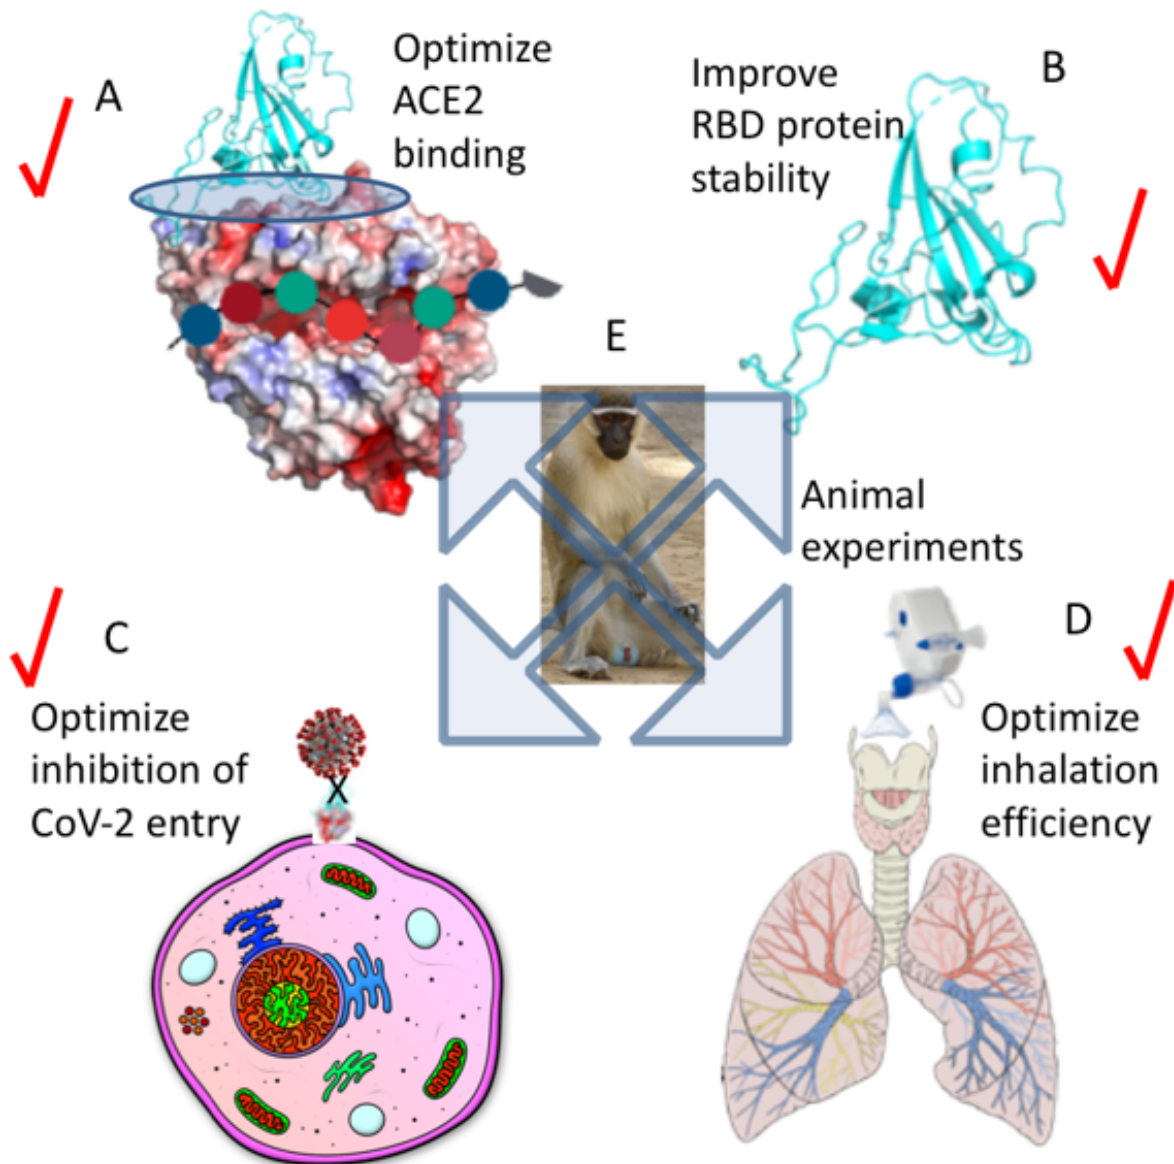 A
Optimize
ACE2
binding
Improve
RBD protein
stability
B
E
Animal
experiments
C
Optimize
inhibition of
CoV-2 entry
X
D
Optimize
inhalation
efficiency